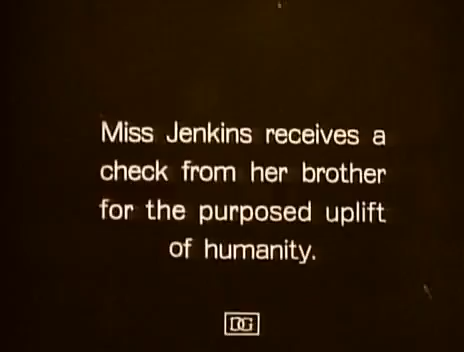 Miss Jenkins receives a
check from her brother
for the purposed uplift
of humanity.
DG